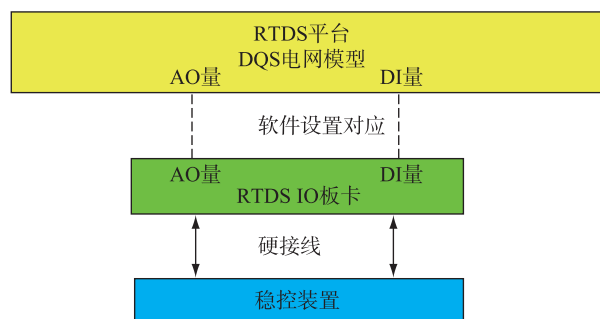 RTDS平台
DQS电网模型
AO量 DI量
软件设置对应
AO量 DI量
RTDS IO板卡
硬接线
稳控装置